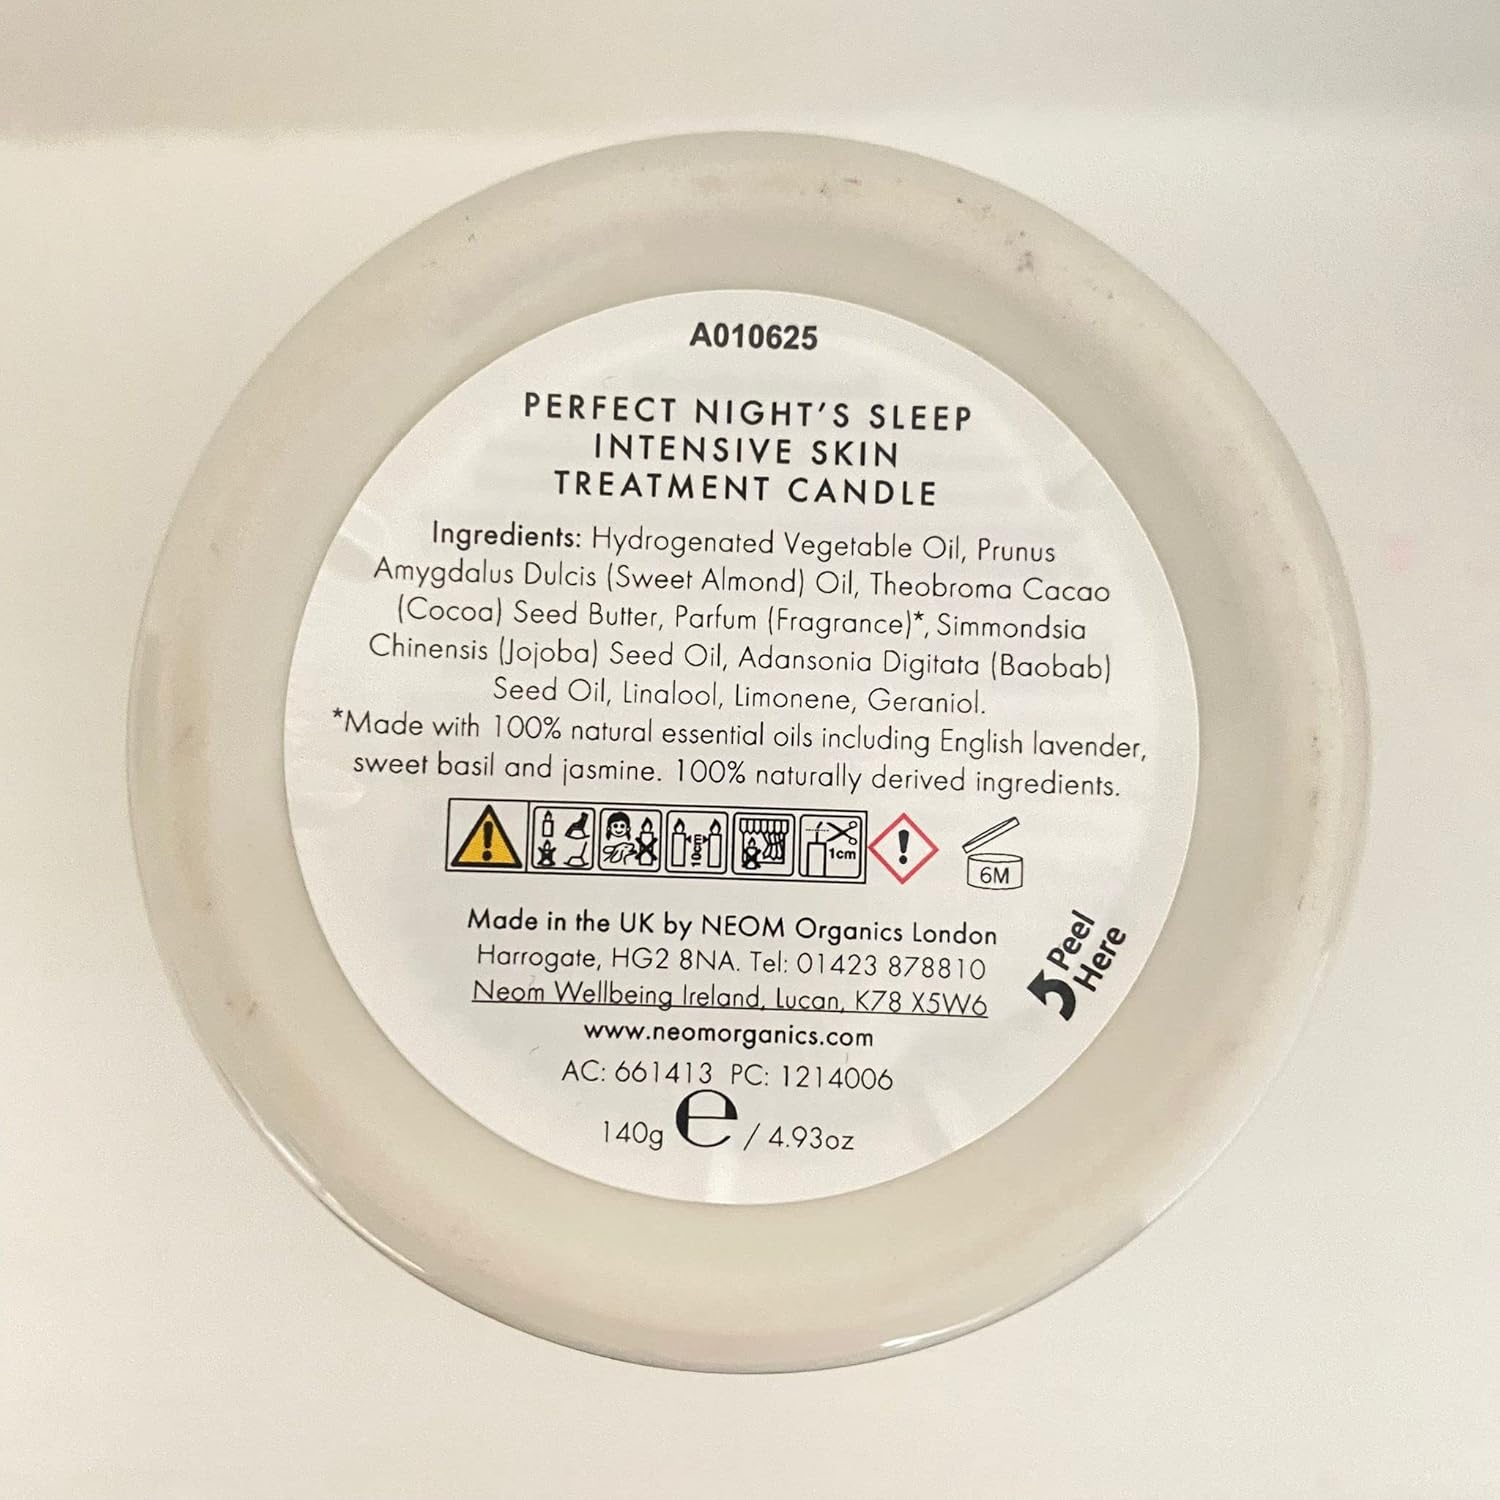 A010625
PERFECT NIGHT'S SLEEP
INTENSIVE SKIN
TREATMENT CANDLE
Ingredients: Hydrogenated Vegetable Oil, Prunus
Amygdalus Dulcis (Sweet Almond) Oil, Theobroma Cacao
(Cocoa) Seed Butter, Parfum (Fragrance)*, Simmondsia
Chinensis (Jojoba) Seed Oil, Adansonia Digitata (Baobab)
Seed Oil, Linalool, Limonene, Geraniol.
*Made with 100% natural essential oils including English lavender,
sweet basil and jasmine. 100% naturally derived ingredients.
10cm
1cm
6M
Peel
Here
Made in the UK by NEOM Organics London
Harrogate, HG2 8NA. Tel: 01423 878810
Neom Wellbeing Ireland, Lucan, K78 X5W6
www.neomorganics.com
AC: 661413 PC: 1214006
140g e / 4.93oz